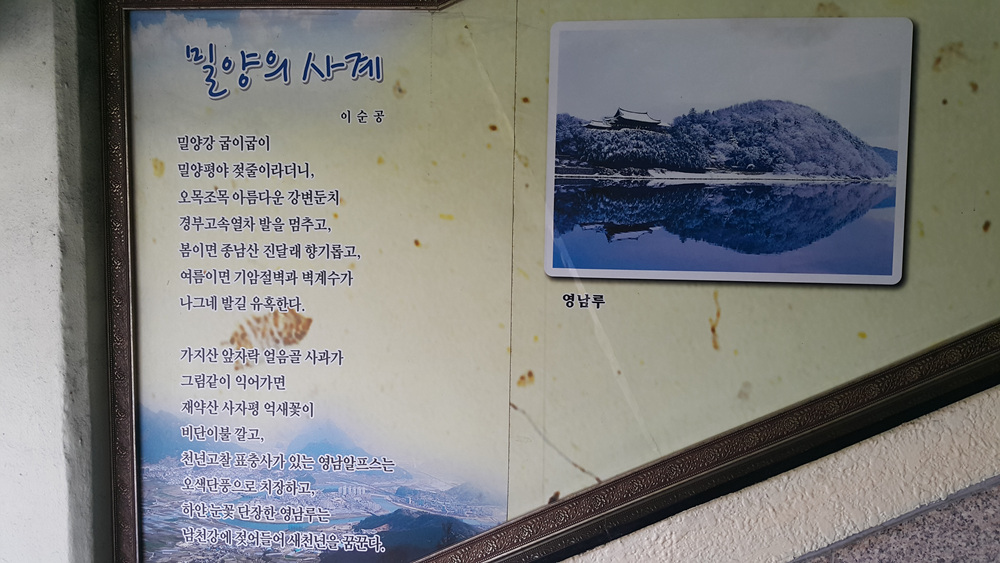 밀양의 사계
이순공
밀양강 굽이굽이
밀양평야 젖줄이라더니,
오목조목 아름다운 강변둔치
경부고속열차 발을 멈추고,
봄이면 종남산 진달래 향기롭고,
여름이면 기암절벽과 벽계수가
나그네 발길 유혹한다.
가지산 앞자락 얼음골 사과가
그림같이 익어가면
재약산 사자평 억새꽃이
비단이불 깔고,
천년고찰 표충사가 있는 영남알프스는
오색단풍으로 치장하고,
하얀 눈꽃 단장한 영남루는
남천강에 젖어들어 새천년을 꿈꾼다.
영남루